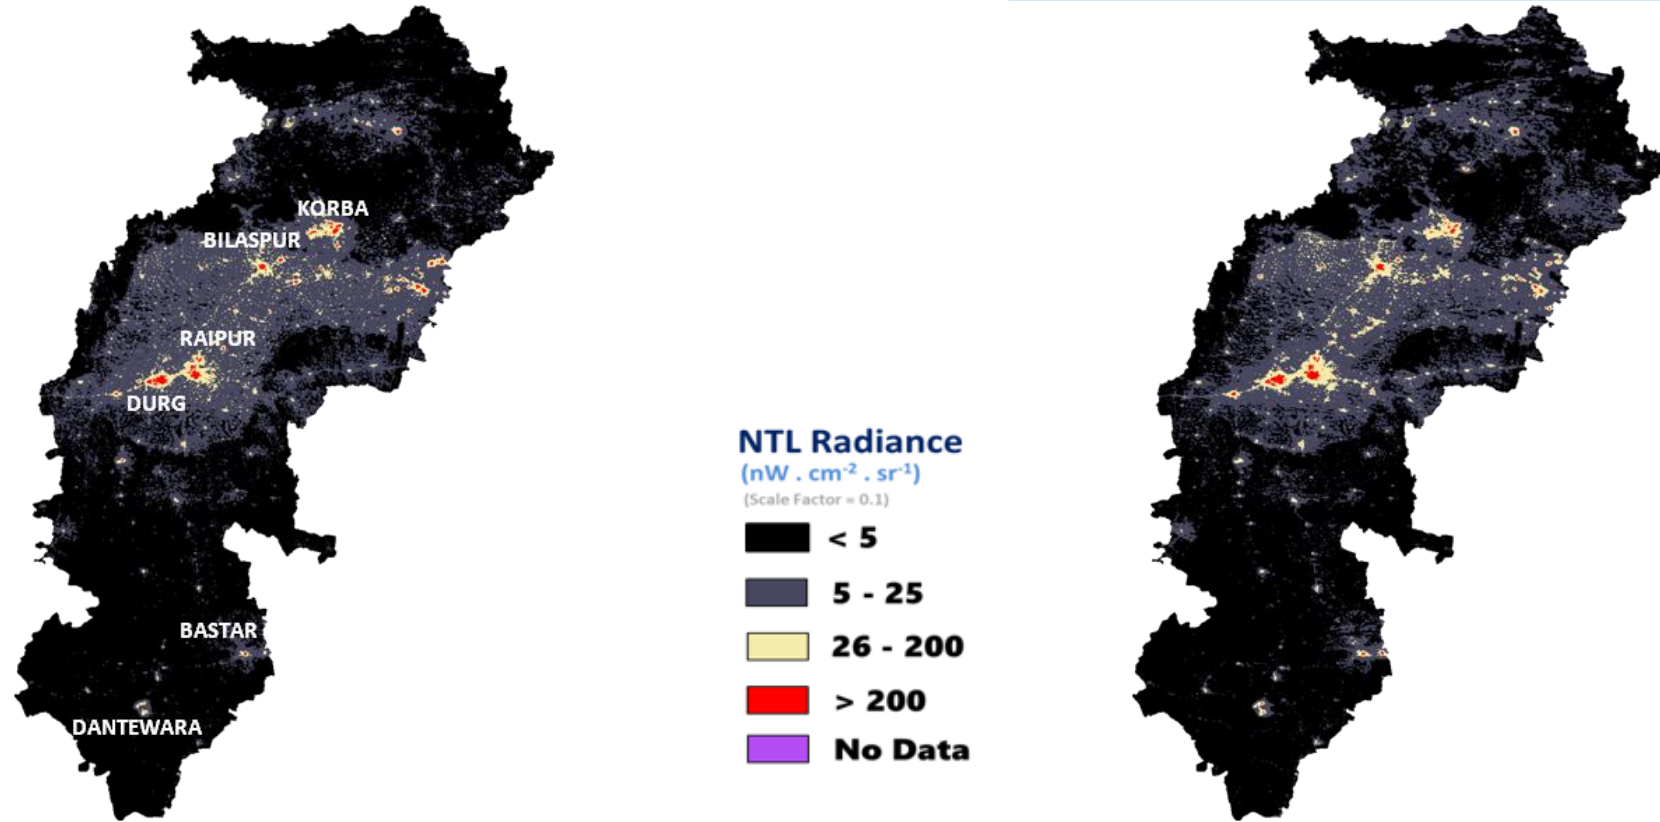 KORBA
BILASPUR
RAIPUR
DURG
BASTAR
DANTEWARA
NTL Radiance
(nW . cm-2 . sr-1)
(Scale Factor = 0.1)
< 5
5 - 25
26 - 200
> 200
No Data